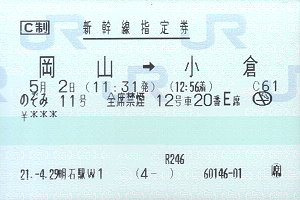 C制 新幹線指定券
岡山 → 小倉
5月 2日 (11:31発) (12:56着) C61
のぞみ 11号 全席禁煙 12号車20番E席
¥***
R246
21.-4.29明石駅W1 (4- ) 60146-01